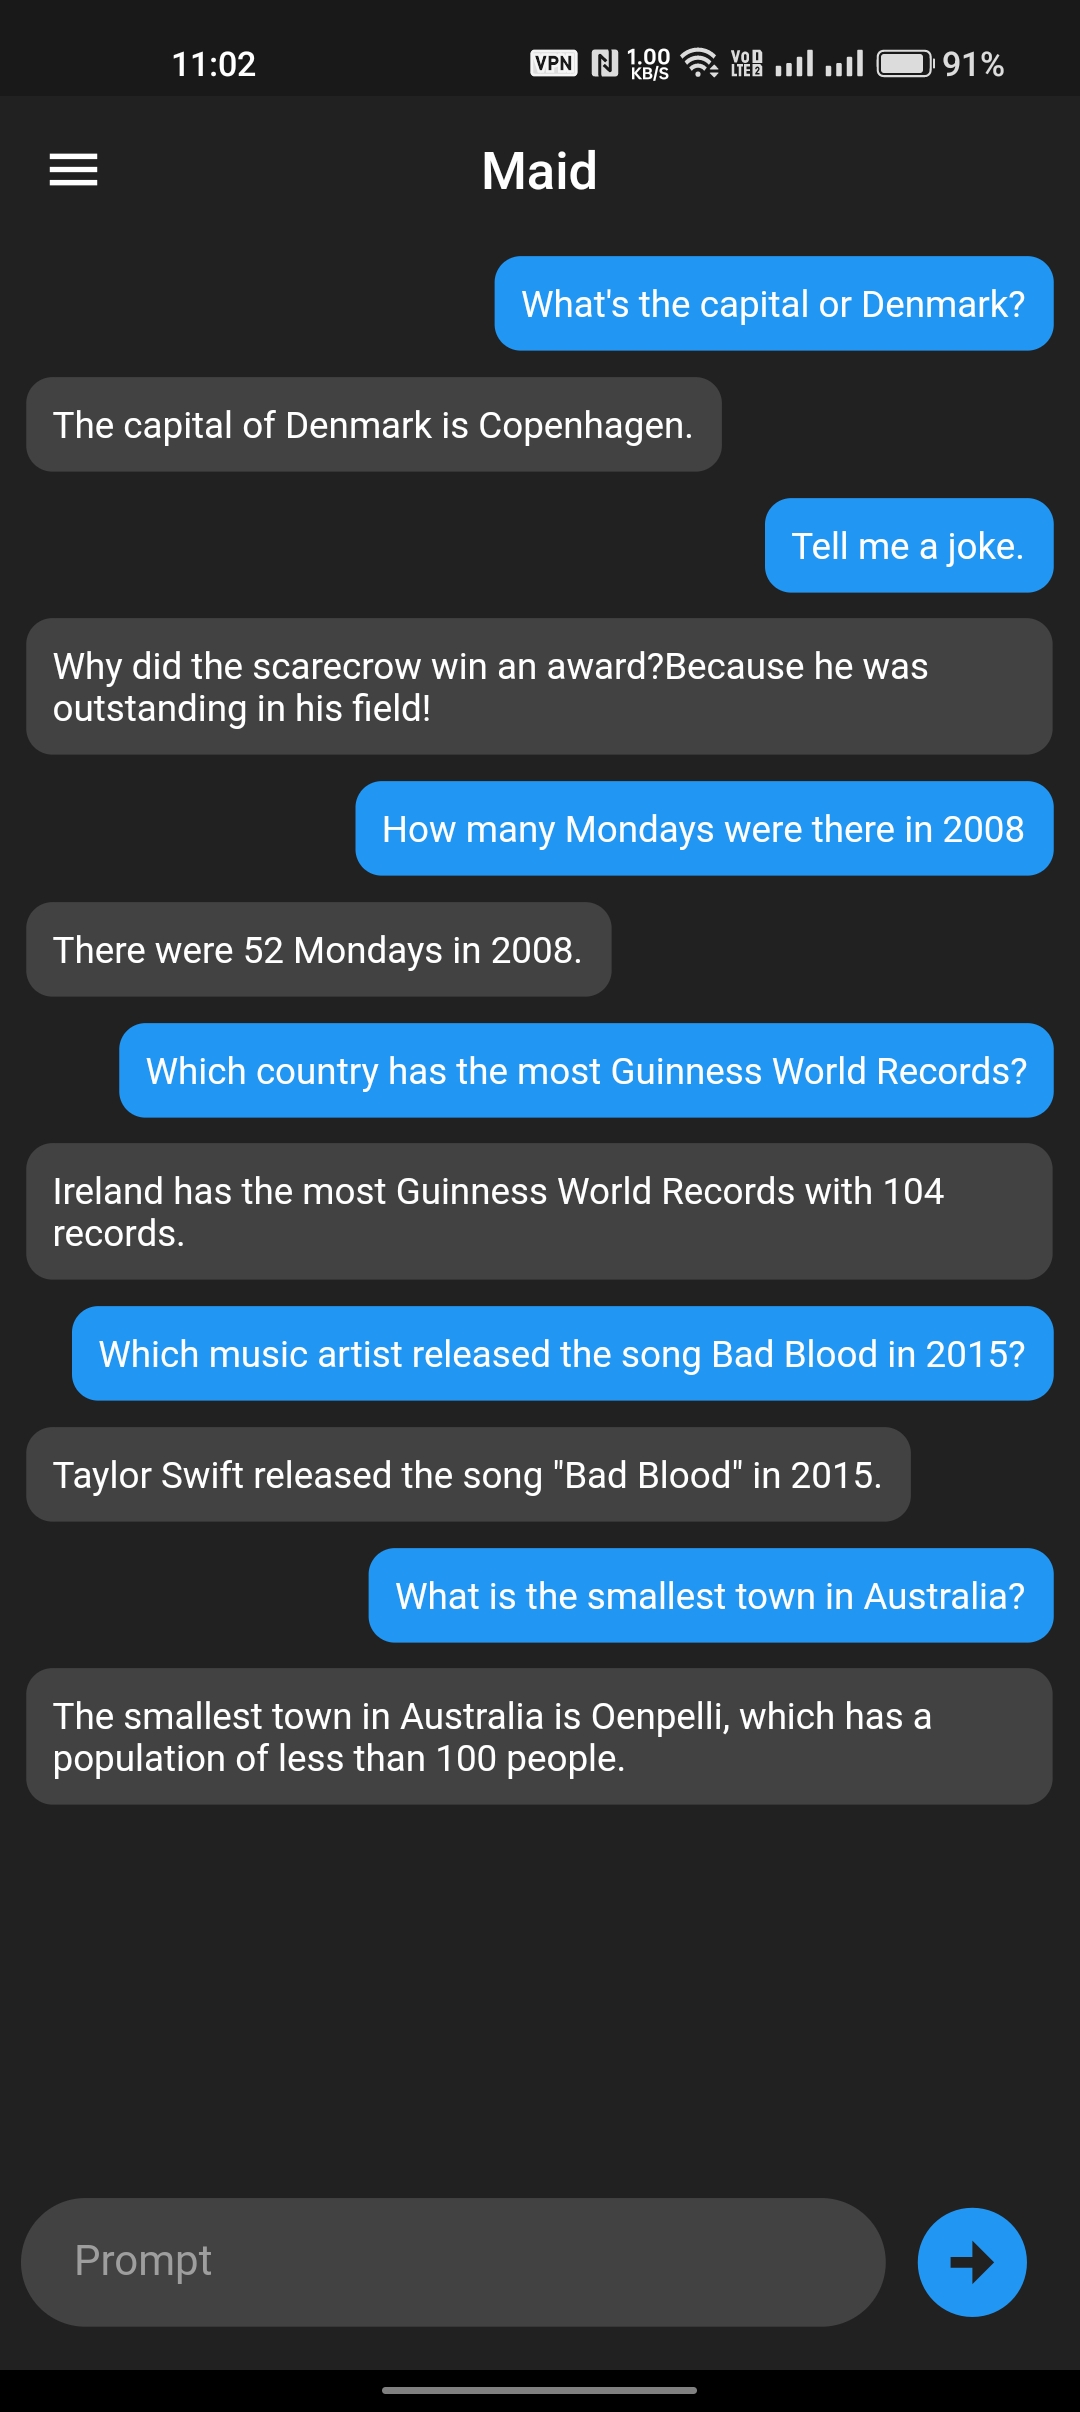 11:02
VPN
1.00
KB/S
VoD
LTE 2
91%
Maid
What's the capital or Denmark?
The capital of Denmark is Copenhagen.
Tell me a joke.
Why did the scarecrow win an award?Because he was
outstanding in his field!
How many Mondays were there in 2008
There were 52 Mondays in 2008.
Which country has the most Guinness World Records?
Ireland has the most Guinness World Records with 104
records.
Which music artist released the song Bad Blood in 2015?
Taylor Swift released the song "Bad Blood" in 2015.
What is the smallest town in Australia?
The smallest town in Australia is Oenpelli, which has a
population of less than 100 people.
Prompt